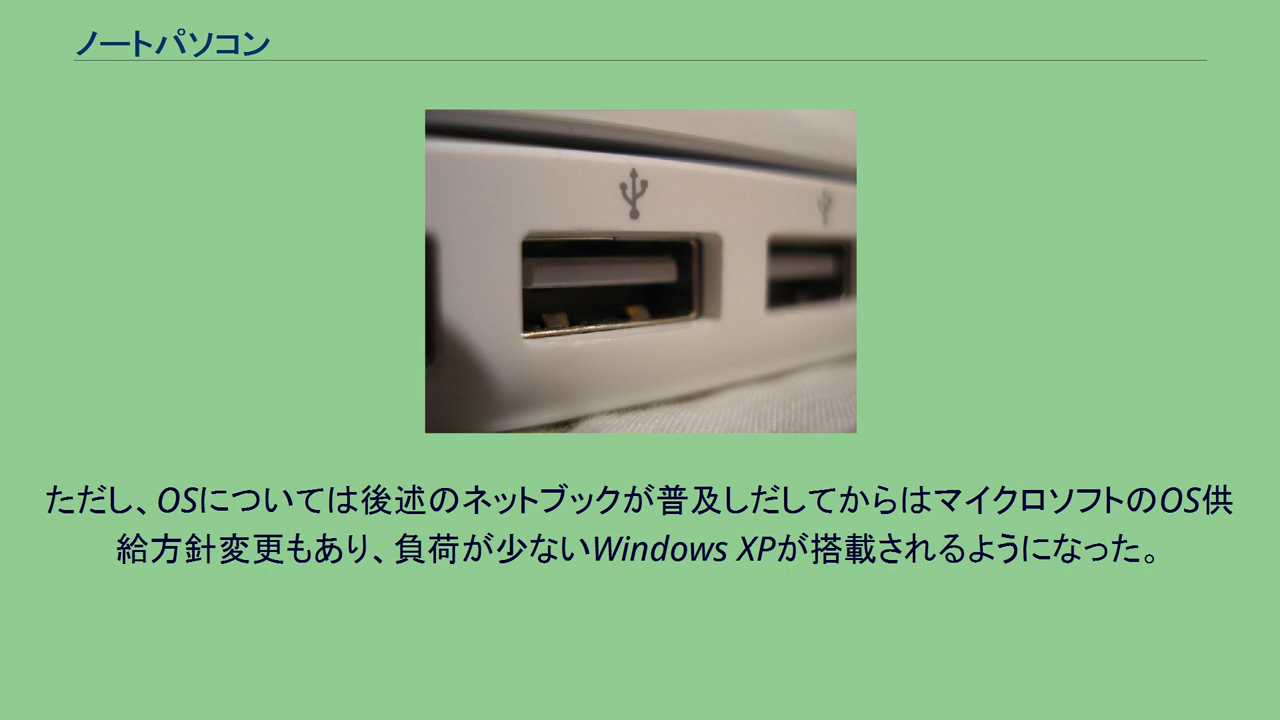 ノートパソコン
ただし、OSについては後述のネットブックが普及しだしてからはマイクロソフトのOS供
給方針変更もあり、負荷が少ないWindows XPが搭載されるようになった。